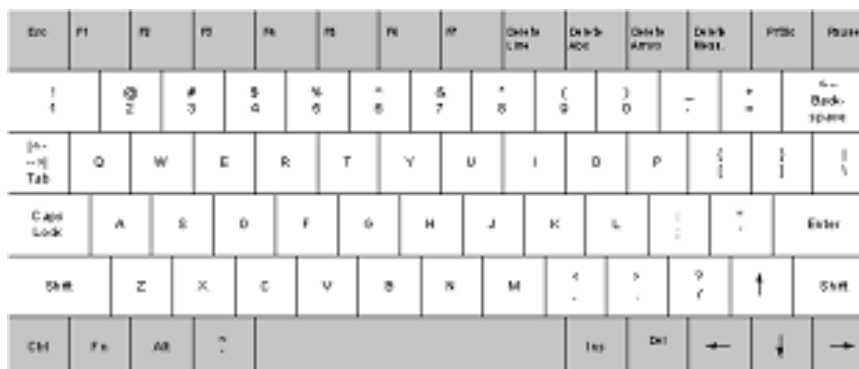 Esc F1 F2 F3 F4 F5 F6 F7 Delete Line Delete Abc Delete Arrws Delete Meas. PrtSc Pause
! 1 @ 2 # 3 $ 4 % 5 ^ 6 & 7 * 8 ( 9 ) 0 _ - + = <-- Back- space
|<-- -->| Tab Q W E R T Y U I O P { [ } ] | \
Caps Lock A S D F G H J K L : ; " ' Enter
Shift Z X C V B N M < , > . ? / ↑ Shift
Ctrl Fn Alt ~ Ins Del ← ↓ →